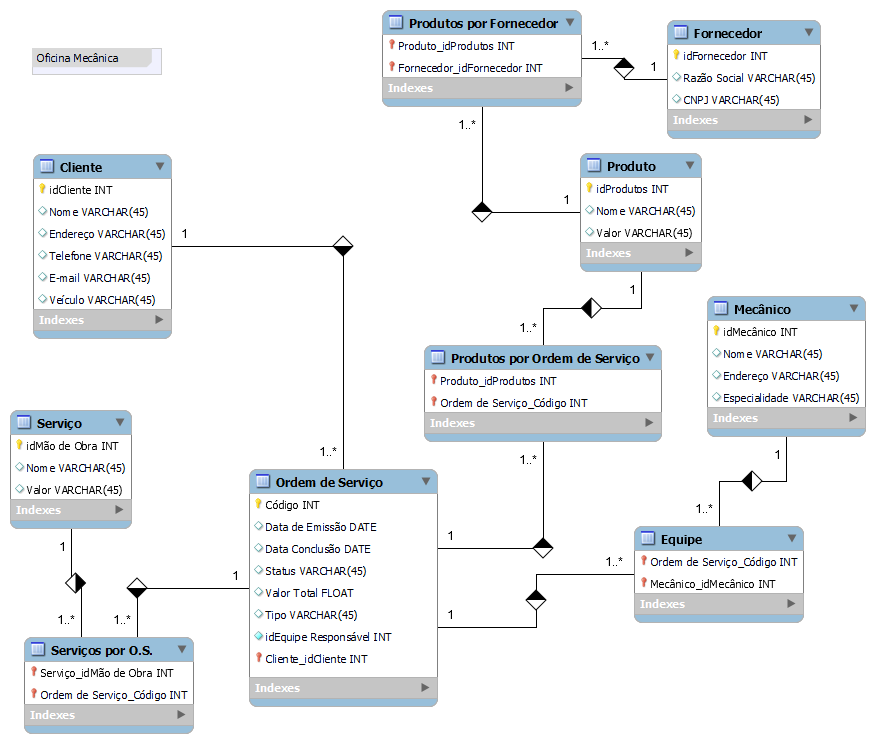 Oficina Mecânica
Produtos por Fornecedor
Produto_idProdutos INT
Fornecedor_idFornecedor INT
Indexes
1..*
1
Fornecedor
idFornecedor INT
Razão Social VARCHAR(45)
CNPJ VARCHAR(45)
Indexes
1..*
1
Produto
idProdutos INT
Nome VARCHAR(45)
Valor VARCHAR(45)
Indexes
1
1..*
Cliente
idCliente INT
Nome VARCHAR(45)
Endereço VARCHAR(45)
Telefone VARCHAR(45)
E-mail VARCHAR(45)
Veículo VARCHAR(45)
Indexes
1
1..*
Mecânico
idMecânico INT
Nome VARCHAR(45)
Endereço VARCHAR(45)
Especialidade VARCHAR(45)
Indexes
1
1..*
Produtos por Ordem de Serviço
Produto_idProdutos INT
Ordem de Serviço_Código INT
Indexes
1..*
1
Serviço
idMão de Obra INT
Nome VARCHAR(45)
Valor VARCHAR(45)
Indexes
1
1..*
Ordem de Serviço
Código INT
Data de Emissão DATE
Data Conclusão DATE
Status VARCHAR(45)
Valor Total FLOAT
Tipo VARCHAR(45)
idEquipe Responsável INT
Cliente_idCliente INT
Indexes
1
1..*
1
1..*
Equipe
Ordem de Serviço_Código INT
Mecânico_idMecânico INT
Indexes
Serviços por O.S.
Serviço_idMão de Obra INT
Ordem de Serviço_Código INT
Indexes